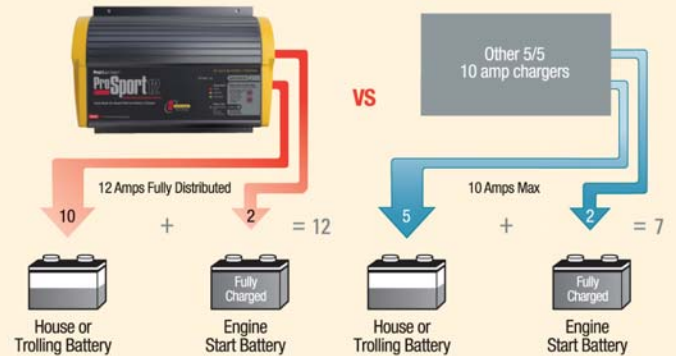 ProSport12
Other 5/5
10 amp chargers
VS
12 Amps Fully Distributed
10 Amps Max
10
+
2
= 12
5
+
2
= 7
Fully
Charged
Fully
Charged
House or
Trolling Battery
Engine
Start Battery
House or
Trolling Battery
Engine
Start Battery